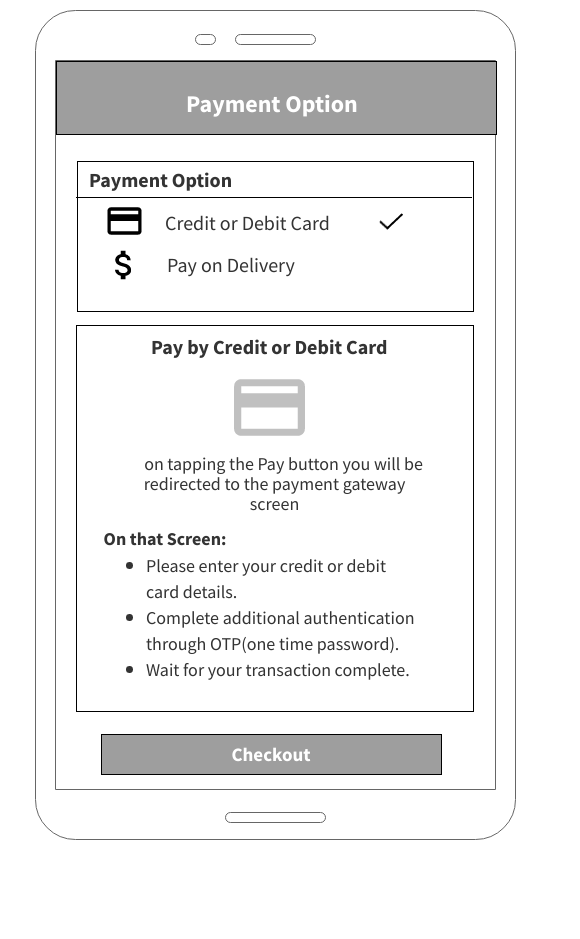 Payment Option
Payment Option
Credit or Debit Card
Pay on Delivery
Pay by Credit or Debit Card
on tapping the Pay button you will be
redirected to the payment gateway
screen
On that Screen:
Please enter your credit or debit
card details.
Complete additional authentication
through OTP(one time password).
Wait for your transaction complete.
Checkout